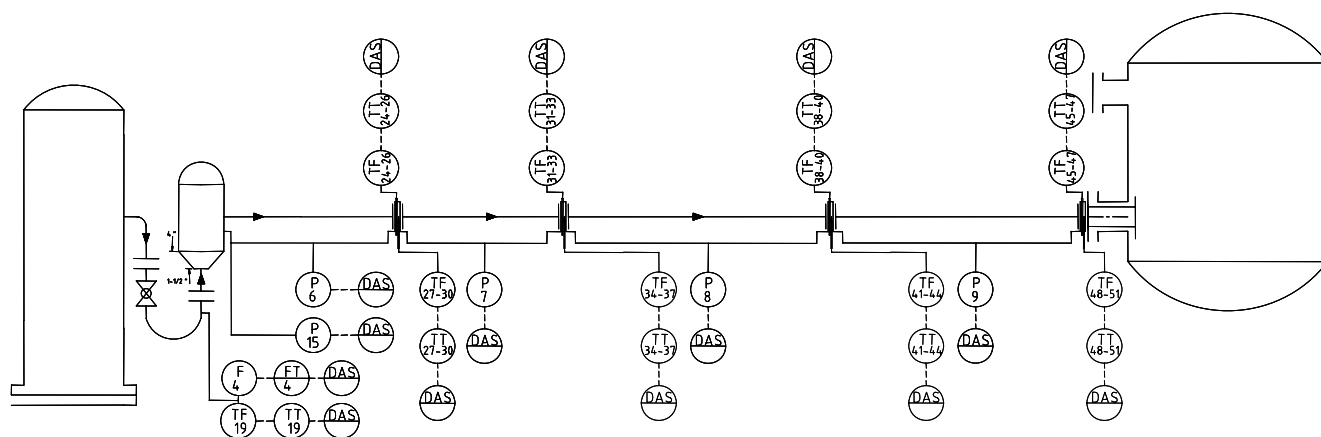 DAS
DAS
DAS
DAS
TT
24-26
TT
31-33
TT
38-40
TT
45-47
TF
24-26
TF
31-33
TF
38-40
TF
45-47
4"
1-1/2"
P
6
DAS
TF
27-30
P
7
TF
34-37
P
8
TF
41-44
P
9
TF
48-51
P
15
DAS
TT
27-30
DAS
TT
34-37
DAS
TT
41-44
DAS
TT
48-51
F
4
FT
4
DAS
DAS
DAS
DAS
DAS
TF
19
TT
19
DAS